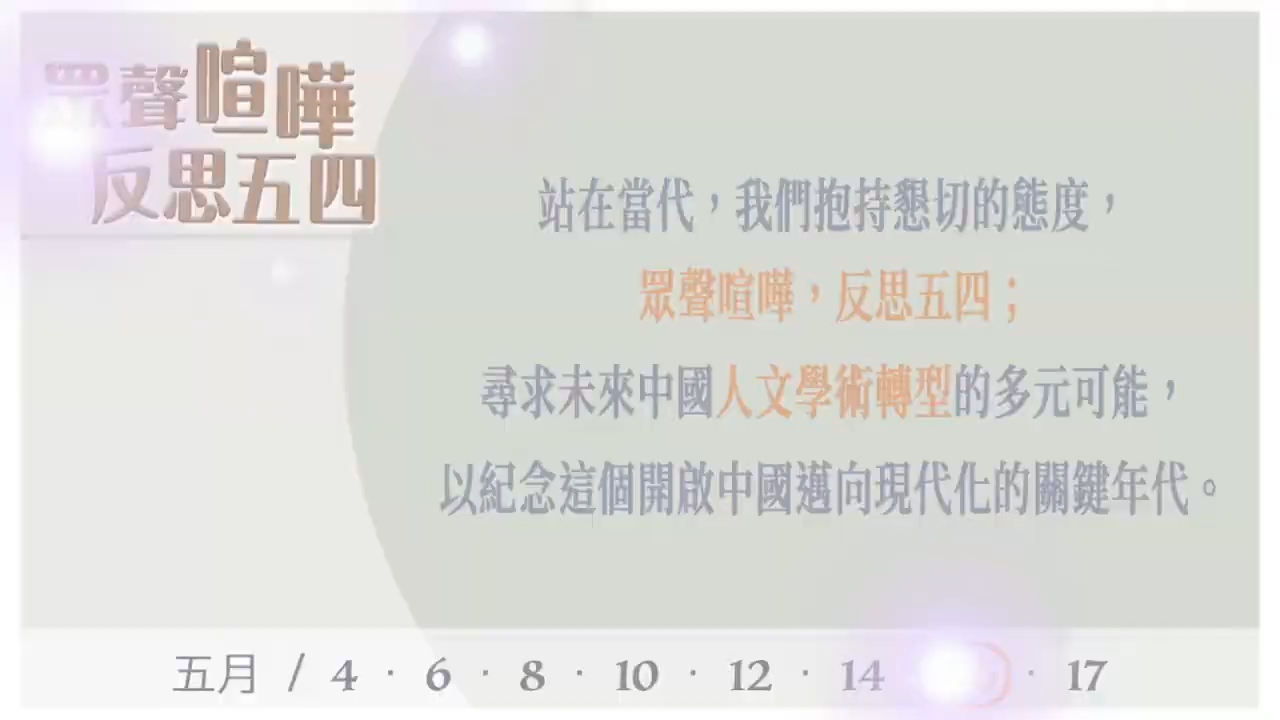 眾聲喧嘩
反思五四
站在當代，我們抱持懇切的態度，
眾聲喧嘩，反思五四；
尋求未來中國人文學術轉型的多元可能，
以紀念這個開啟中國邁向現代化的關鍵年代。
五月 / 4 · 6 · 8 · 10 · 12 · 14 · 17